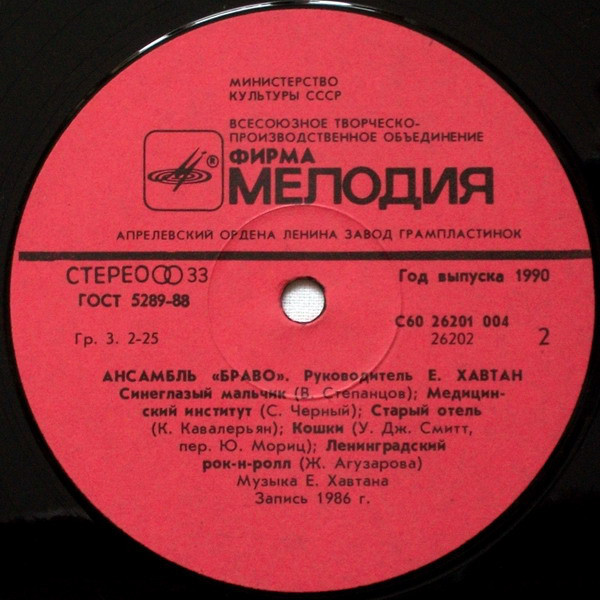 МИНИСТЕРСТВО
КУЛЬТУРЫ СССР
ВСЕСОЮЗНОЕ ТВОРЧЕСКО-
ПРОИЗВОДСТВЕННОЕ ОБЪЕДИНЕНИЕ
®
ФИРМА
МЕЛОДИЯ
АПРЕЛЕВСКИЙ ОРДЕНА ЛЕНИНА ЗАВОД ГРАМПЛАСТИНОК
СТЕРЕО 33
Год выпуска 1990
ГОСТ 5289-88
С60 26201 004
Гр. 3. 2-25
26202
2
АНСАМБЛЬ «БРАВО». Руководитель Е. ХАВТАН
Синеглазый мальчик (В. Степанцов); Медицин-
ский институт (С. Черный); Старый отель
(К. Кавалерьян); Кошки (У. Дж. Смитт,
пер. Ю. Мориц); Ленинградский
рок-н-ролл (Ж. Агузарова)
Музыка Е. Хавтана
Запись 1986 г.